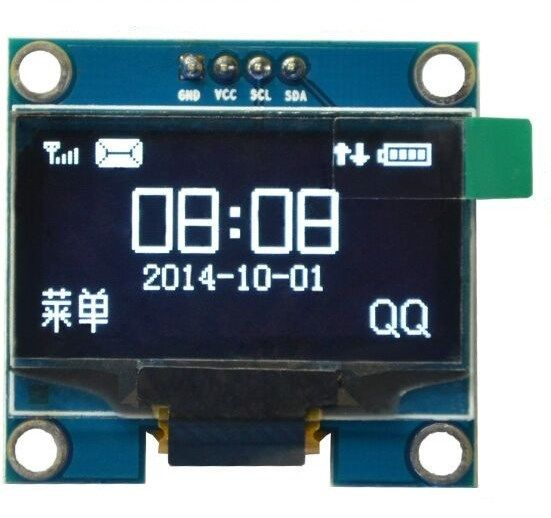 GND VCC SCL SDA
08:08
2014-10-01
菜单 QQ